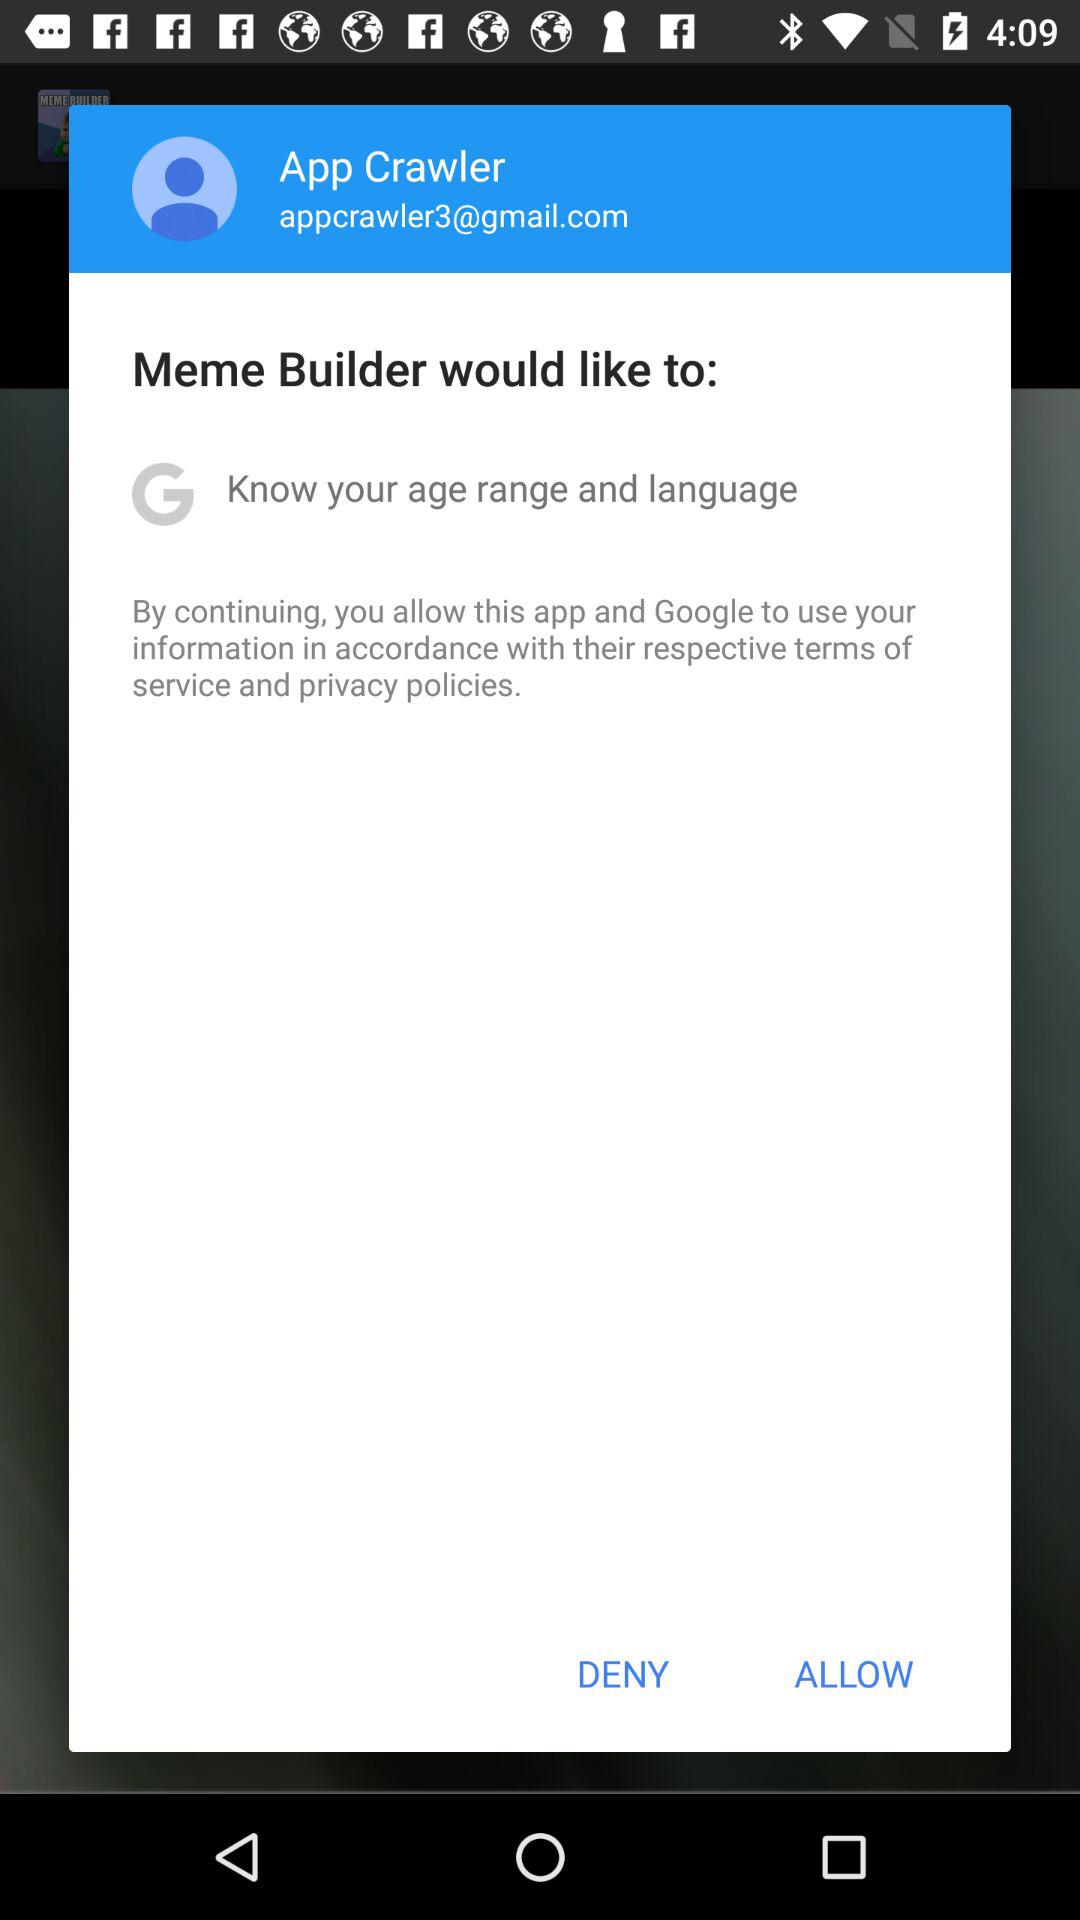 4:09
MEME BUILDER
App Crawler
appcrawler3@gmail.com
Meme Builder would like to:
Know your age range and language
By continuing, you allow this app and Google to use your
information in accordance with their respective terms of
service and privacy policies.
DENY ALLOW